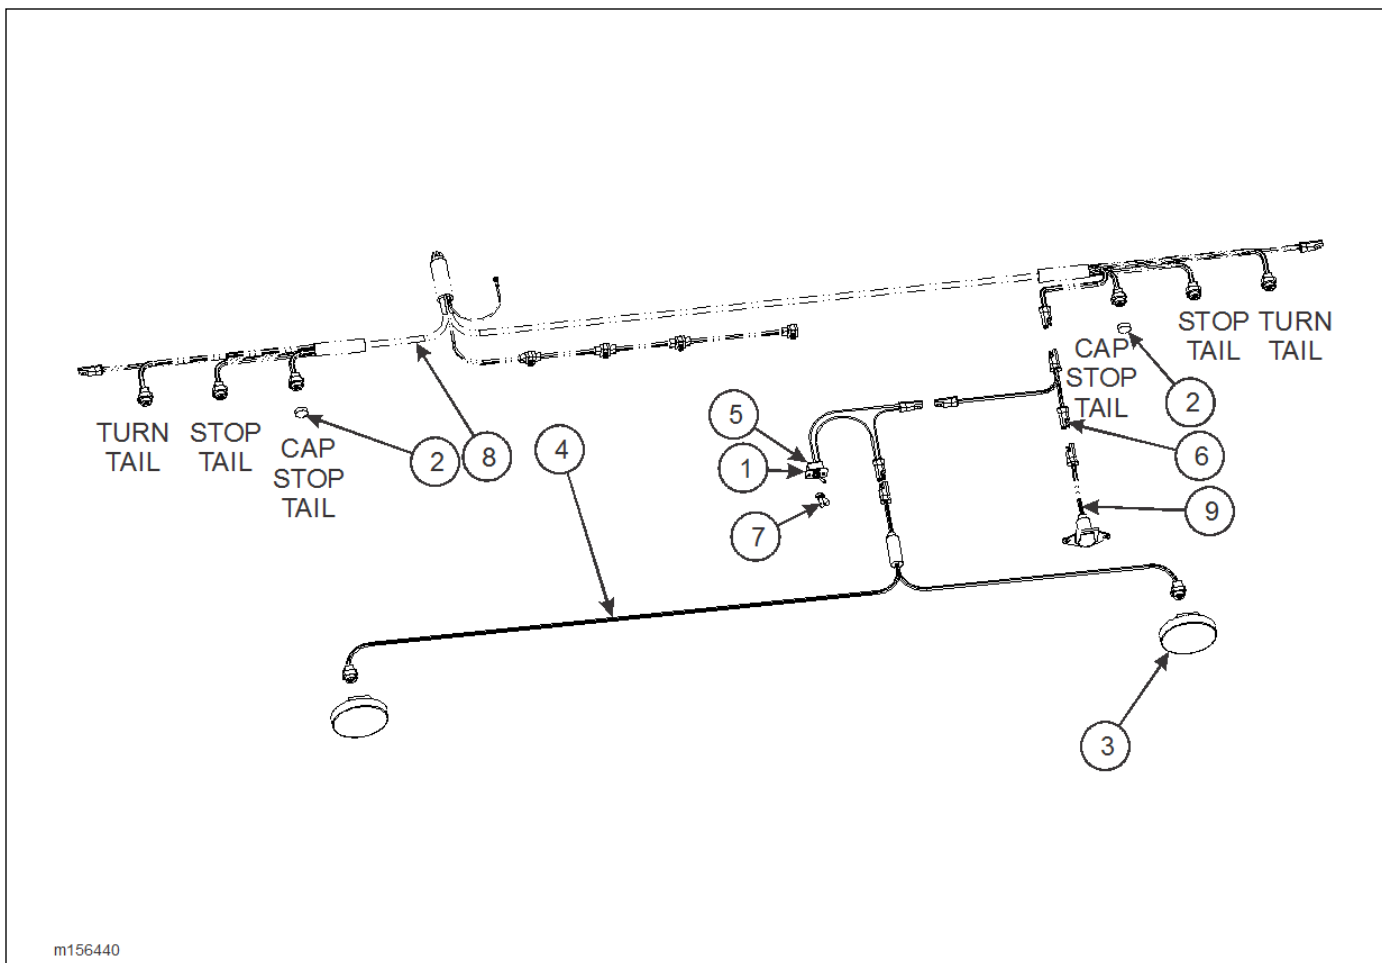 STOP TURN
TAIL TAIL
CAP
STOP
TAIL
2
5
TURN STOP
TAIL TAIL
CAP
STOP
TAIL
2
8
4
1
6
7
9
3
m156440